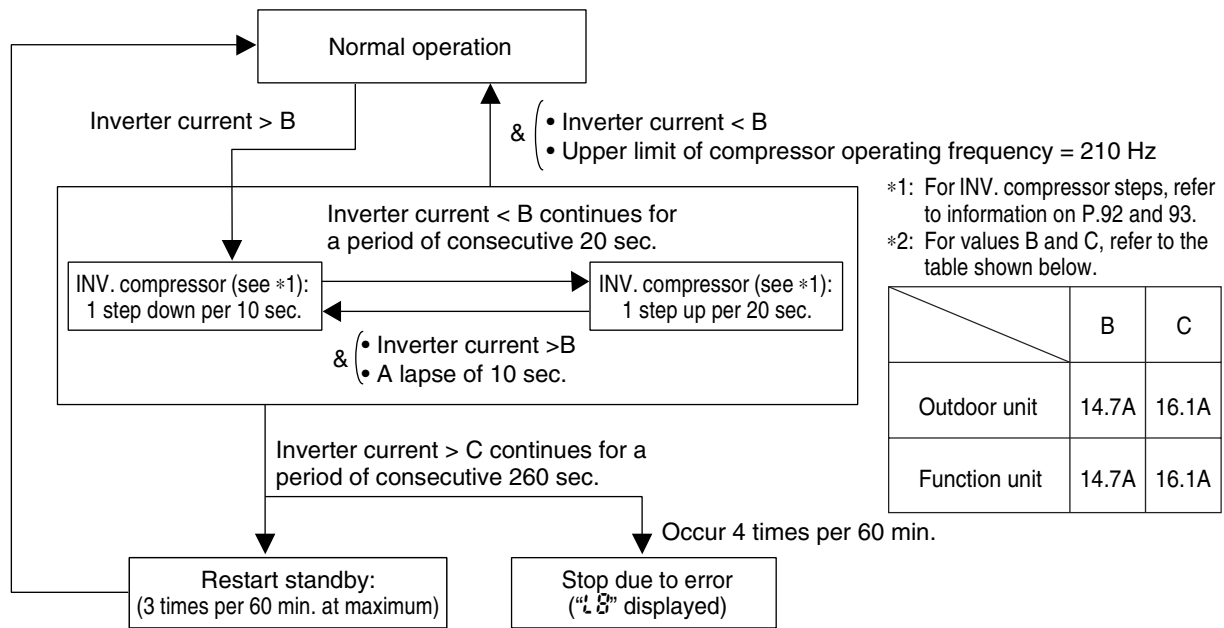 Normal operation
Inverter current > B
& • Inverter current < B
• Upper limit of compressor operating frequency = 210 Hz
*1: For INV. compressor steps, refer
to information on P.92 and 93.
*2: For values B and C, refer to the
table shown below.
Inverter current < B continues for
a period of consecutive 20 sec.
INV. compressor (see *1):
1 step down per 10 sec.
INV. compressor (see *1):
1 step up per 20 sec.
& • Inverter current >B
• A lapse of 10 sec.
B C
Outdoor unit 14.7A 16.1A
Function unit 14.7A 16.1A
Inverter current > C continues for a
period of consecutive 260 sec.
Occur 4 times per 60 min.
Restart standby:
(3 times per 60 min. at maximum)
Stop due to error
(“L8” displayed)